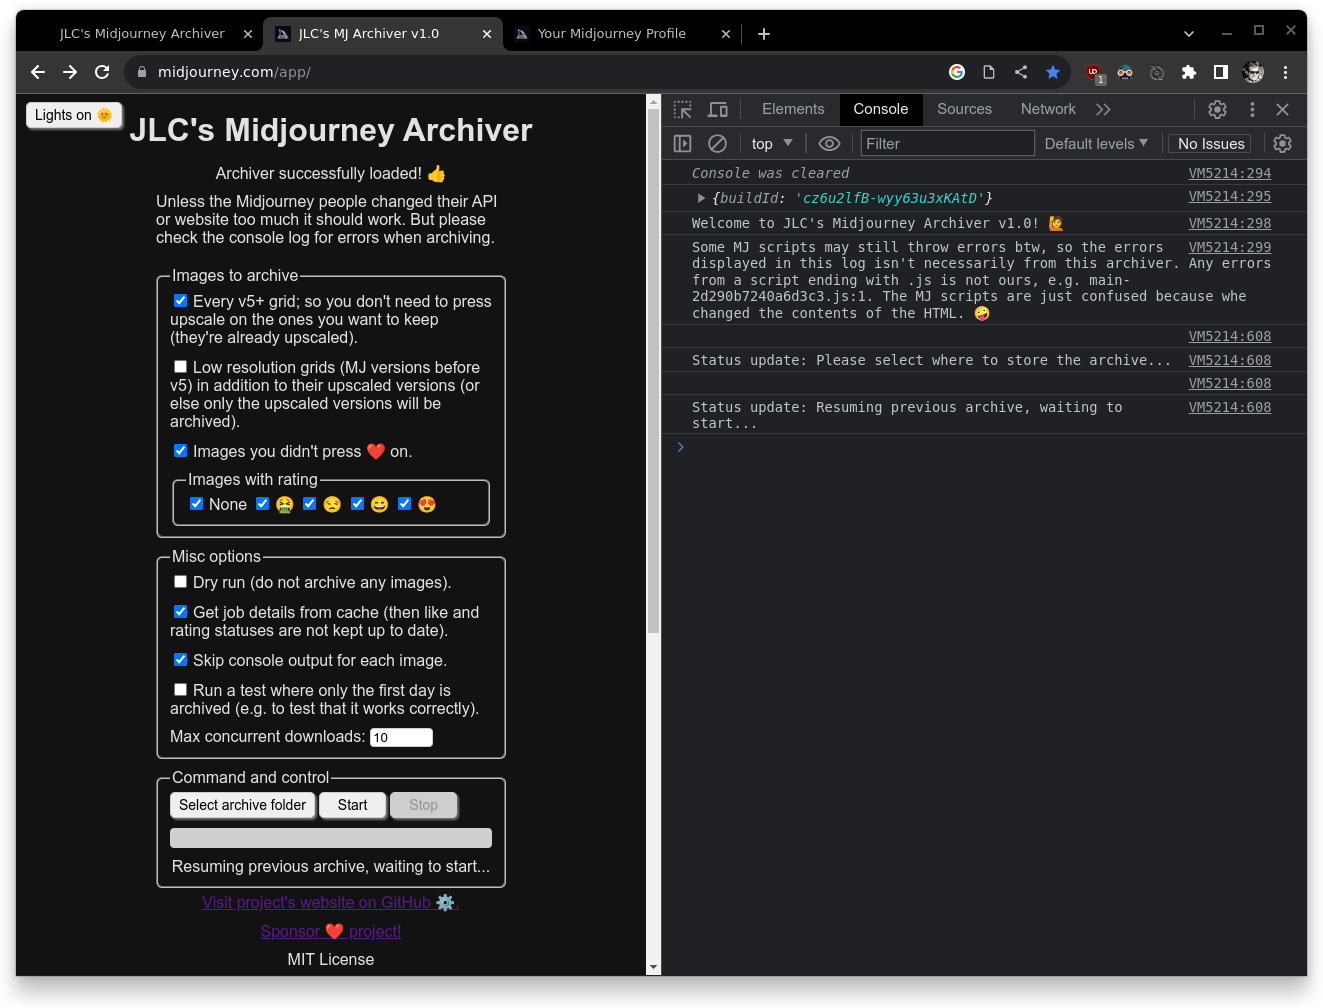 JLC's Midjourney Archiver
JLC's MJ Archiver v1.0
Your Midjourney Profile
midjourney.com/app/
1
Lights on 🌞
JLC's Midjourney Archiver
Archiver successfully loaded! 👍
Unless the Midjourney people changed their API
or website too much it should work. But please
check the console log for errors when archiving.
Images to archive
Every v5+ grid; so you don't need to press
upscale on the ones you want to keep
(they're already upscaled).
Low resolution grids (MJ versions before
v5) in addition to their upscaled versions (or
else only the upscaled versions will be
archived).
Images you didn't press ❤️ on.
Images with rating
None 🤮 😒 😄 😍
Misc options
Dry run (do not archive any images).
Get job details from cache (then like and
rating statuses are not kept up to date).
Skip console output for each image.
Run a test where only the first day is
archived (e.g. to test that it works correctly).
Max concurrent downloads: 10
Command and control
Select archive folder Start Stop
Resuming previous archive, waiting to start...
Visit project's website on GitHub ⚙️.
Sponsor ❤️ project!
MIT License
Elements Console Sources Network
top Filter Default levels No Issues
Console was cleared VM5214:294
{buildId: 'cz6u2lfB-wyy63u3xKAtD'} VM5214:295
Welcome to JLC's Midjourney Archiver v1.0! 🙋 VM5214:298
Some MJ scripts may still throw errors btw, so the errors VM5214:299
displayed in this log isn't necessarily from this archiver. Any errors
from a script ending with .js is not ours, e.g. main-
2d290b7240a6d3c3.js:1. The MJ scripts are just confused because whe
changed the contents of the HTML. 🤪
VM5214:608
Status update: Please select where to store the archive... VM5214:608
VM5214:608
Status update: Resuming previous archive, waiting to VM5214:608
start...